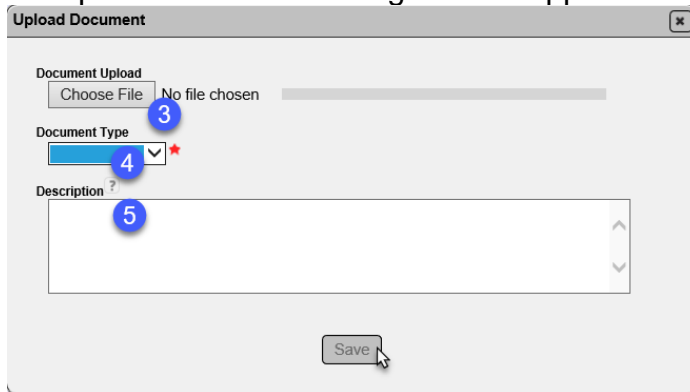 Upload Document
Document Upload
Choose File No file chosen
3
Document Type
4
Description ?
5
Save